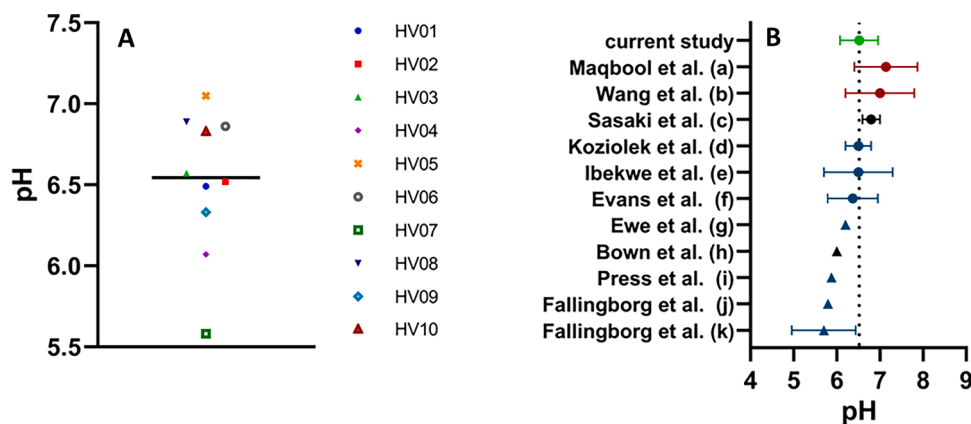 A
pH
7.5
7.0
6.5
6.0
5.5
HV01
HV02
HV03
HV04
HV05
HV06
HV07
HV08
HV09
HV10
B
current study
Maqbool et al. (a)
Wang et al. (b)
Sasaki et al. (c)
Koziolek et al. (d)
Ibekwe et al. (e)
Evans et al. (f)
Ewe et al. (g)
Bown et al. (h)
Press et al. (i)
Fallingborg et al. (j)
Fallingborg et al. (k)
4 5 6 7 8 9
pH